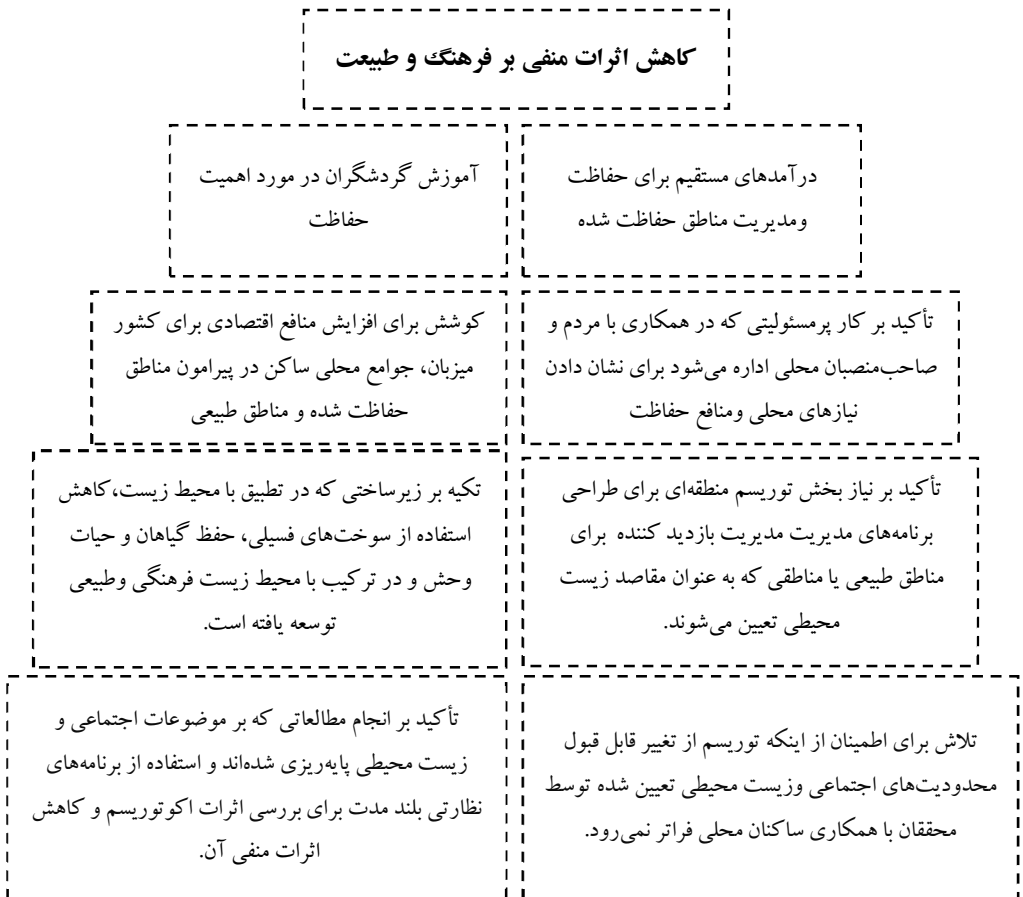 کاهش اثرات منفی بر فرهنگ و طبیعت
درآمدهای مستقیم برای حفاظت
ومدیریت مناطق حفاظت شده
آموزش گردشگران در مورد اهمیت
حفاظت
تأکید بر کار پرمسئولیتی که در همکاری با مردم و
صاحب‌منصبان محلی اداره می‌شود برای نشان دادن
نیازهای محلی ومنافع حفاظت
کوشش برای افزایش منافع اقتصادی برای کشور
میزبان، جوامع محلی ساکن در پیرامون مناطق
حفاظت شده و مناطق طبیعی
تأکید بر نیاز بخش توریسم منطقه‌ای برای طراحی
برنامه‌های مدیریت مدیریت بازدید کننده برای
مناطق طبیعی یا مناطقی که به عنوان مقاصد زیست
محیطی تعیین می‌شوند.
تکیه بر زیرساختی که در تطبیق با محیط زیست،کاهش
استفاده از سوخت‌های فسیلی، حفظ گیاهان و حیات
وحش و در ترکیب با محیط زیست فرهنگی وطبیعی
توسعه یافته است.
تلاش برای اطمینان از اینکه توریسم از تغییر قابل قبول
محدودیت‌های اجتماعی وزیست محیطی تعیین شده توسط
محققان با همکاری ساکنان محلی فراتر نمی‌رود.
تأکید بر انجام مطالعاتی که بر موضوعات اجتماعی و
زیست محیطی پایه‌ریزی شده‌اند و استفاده از برنامه‌های
نظارتی بلند مدت برای بررسی اثرات اکوتوریسم و کاهش
اثرات منفی آن.